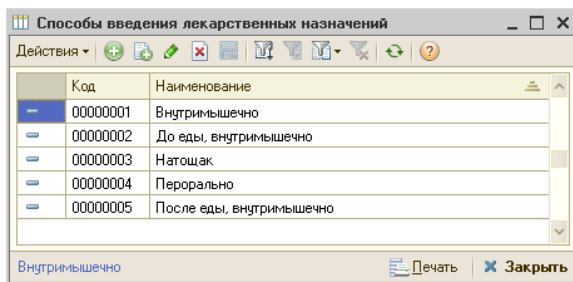 Способы введения лекарственных назначений
Действия
Код Наименование
00000001 Внутримышечно
00000002 До еды, внутримышечно
00000003 Натощак
00000004 Перорально
00000005 После еды, внутримышечно
Внутримышечно Печать Закрыть